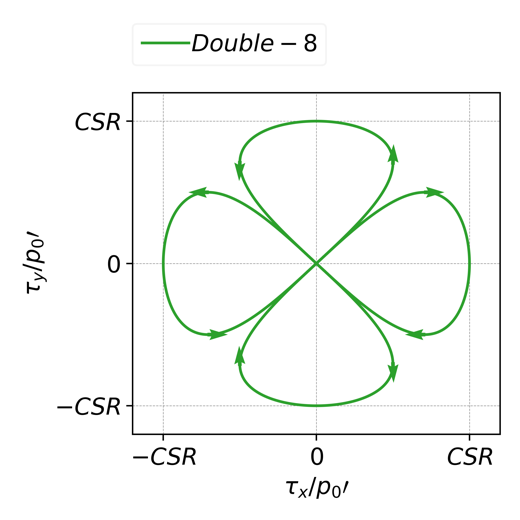 Double − 8
CSR
0
−CSR
τy/p0′
−CSR 0 CSR
τx/p0′